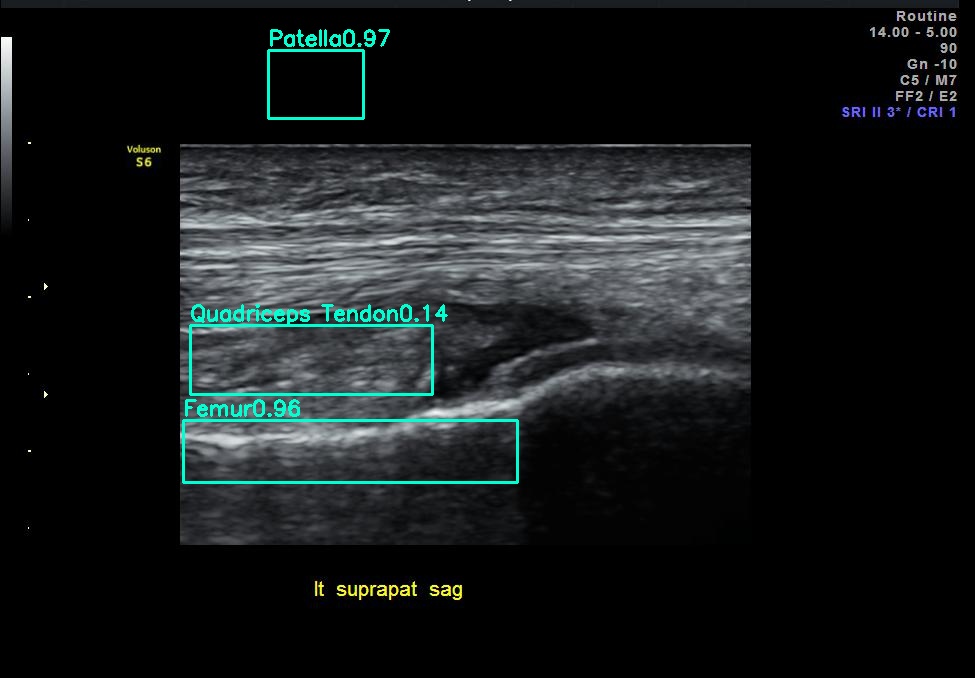 Routine
14.00 - 5.00
90
Gn -10
C5 / M7
FF2 / E2
SRI II 3* / CRI 1
Patella0.97
Voluson
S6
Quadriceps Tendon0.14
Femur0.96
lt suprapat sag